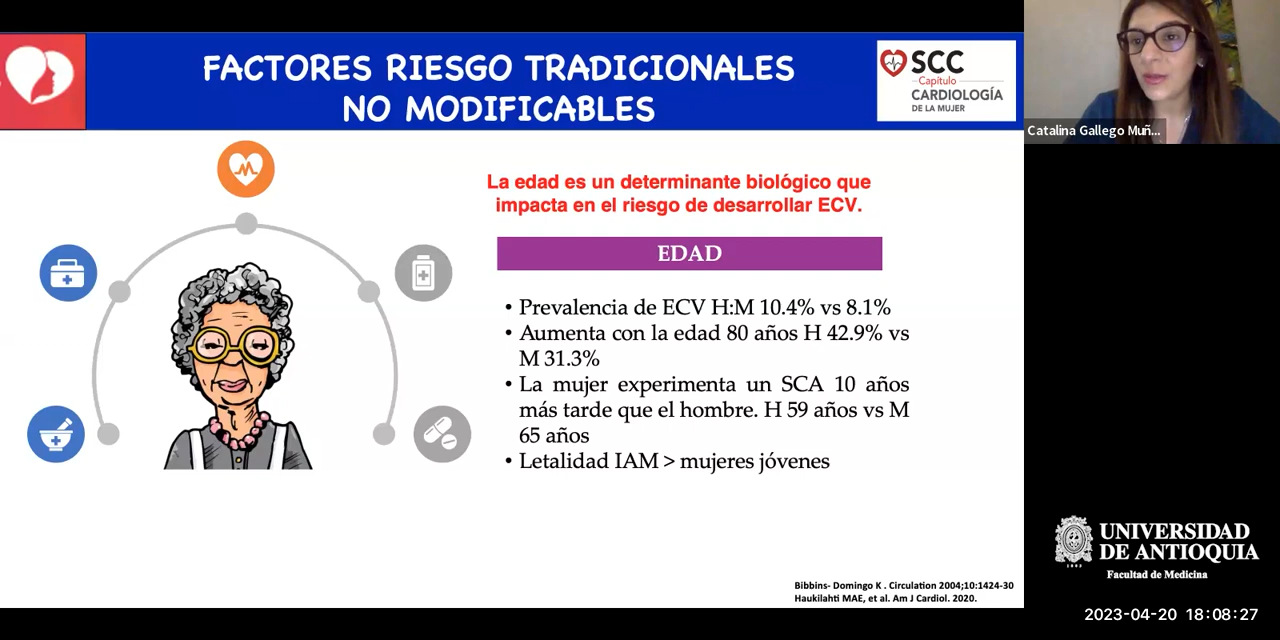 FACTORES RIESGO TRADICIONALES
NO MODIFICABLES
SCC
Capítulo
CARDIOLOGÍA
DE LA MUJER
Catalina Gallego Muñ...
La edad es un determinante biológico que
impacta en el riesgo de desarrollar ECV.
EDAD
• Prevalencia de ECV H:M 10.4% vs 8.1%
• Aumenta con la edad 80 años H 42.9% vs
M 31.3%
• La mujer experimenta un SCA 10 años
más tarde que el hombre. H 59 años vs M
65 años
• Letalidad IAM > mujeres jóvenes
Bibbins- Domingo K . Circulation 2004;10:1424-30
Haukilahti MAE, et al. Am J Cardiol. 2020.
1803
UNIVERSIDAD
DE ANTIOQUIA
Facultad de Medicina
2023-04-20 18:08:27